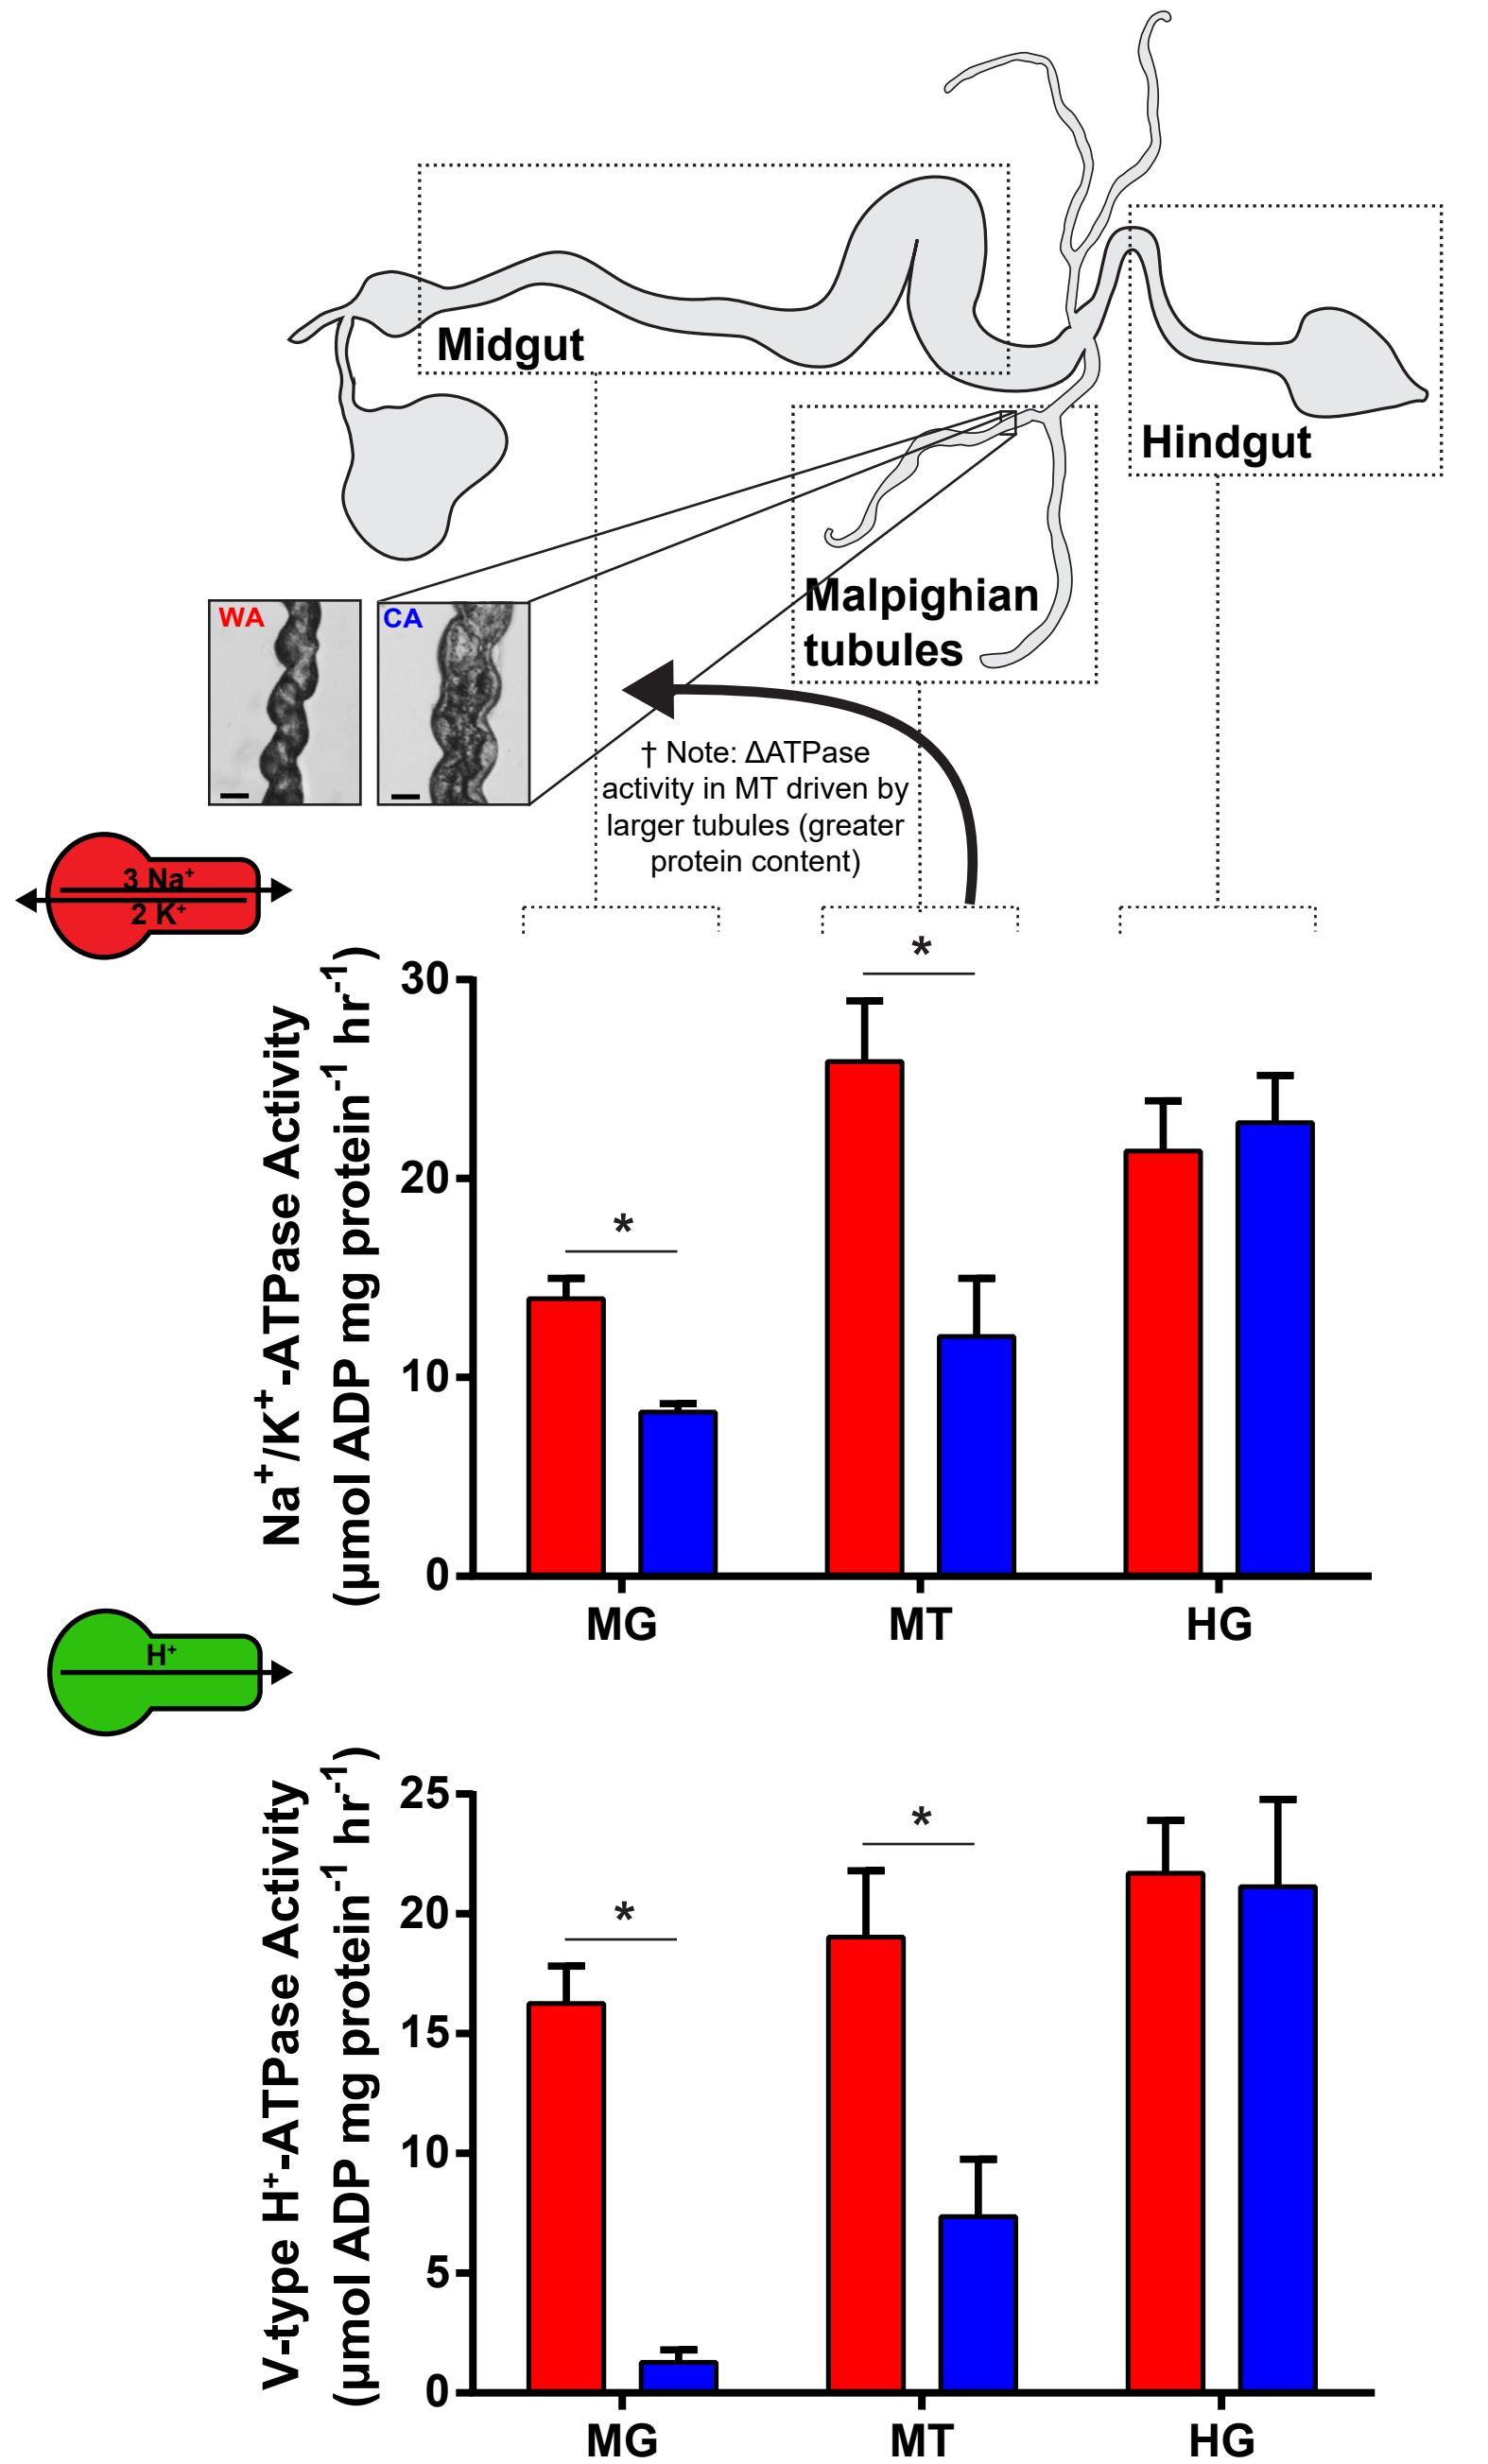 Midgut
Hindgut
Malpighian
tubules
WA
CA
† Note: ΔATPase
activity in MT driven by
larger tubules (greater
protein content)
3 Na⁺
2 K⁺
Na⁺/K⁺-ATPase Activity
(µmol ADP mg protein⁻¹ hr⁻¹)
30
20
10
0
*
*
MG
MT
HG
H⁺
V-type H⁺-ATPase Activity
(µmol ADP mg protein⁻¹ hr⁻¹)
25
20
15
10
5
0
*
*
MG
MT
HG